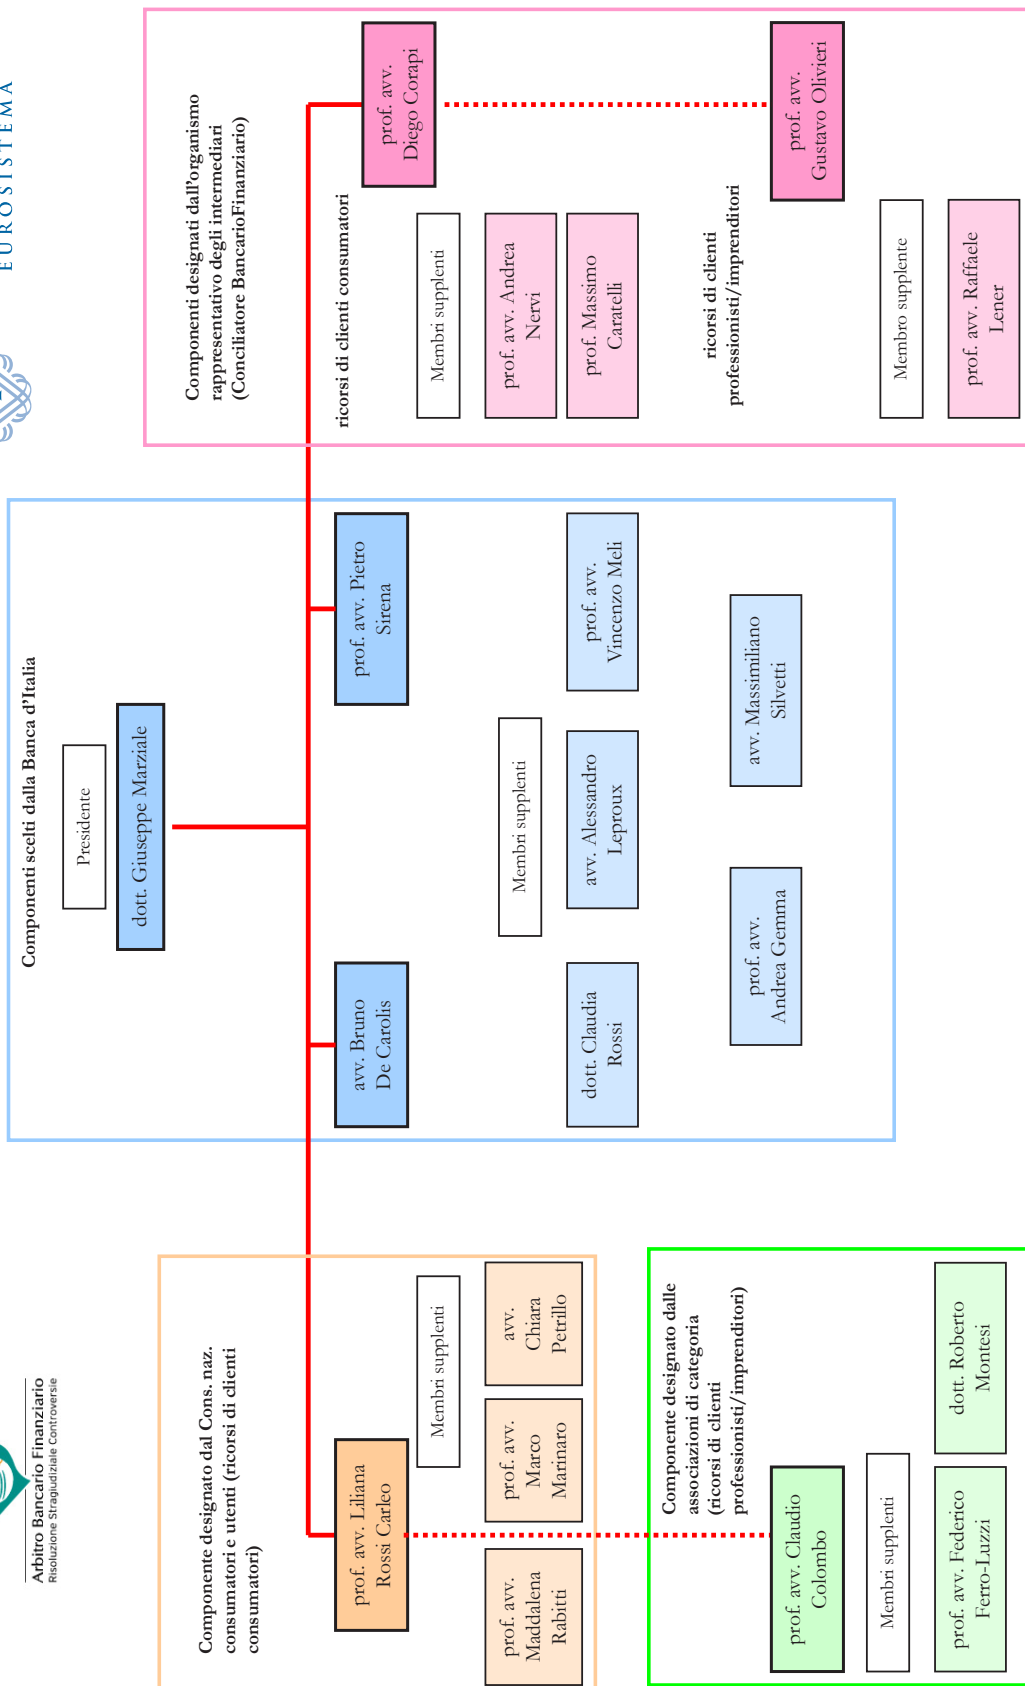 Arbitro Bancario Finanziario
Risoluzione Stragiudiziale Controversie
EUROSISTEMA
Componenti scelti dalla Banca d'Italia
Presidente
dott. Giuseppe Marziale
avv. Bruno
De Carolis
prof. avv. Pietro
Sirena
Membri supplenti
dott. Claudia
Rossi
avv. Alessandro
Leproux
prof. avv.
Vincenzo Meli
prof. avv.
Andrea Gemma
avv. Massimiliano
Silvetti
Componente designato dal Cons. naz.
consumatori e utenti (ricorsi di clienti
consumatori)
prof. avv. Liliana
Rossi Carleo
Membri supplenti
prof. avv.
Maddalena
Rabitti
prof. avv.
Marco
Marinaro
avv.
Chiara
Petrillo
Componente designato dalle
associazioni di categoria
(ricorsi di clienti
professionisti/imprenditori)
prof. avv. Claudio
Colombo
Membri supplenti
prof. avv. Federico
Ferro-Luzzi
dott. Roberto
Montesi
Componenti designati dall'organismo
rappresentativo degli intermediari
(Conciliatore BancarioFinanziario)
ricorsi di clienti consumatori
prof. avv.
Diego Corapi
Membri supplenti
prof. avv. Andrea
Nervi
prof. Massimo
Caratelli
ricorsi di clienti
professionisti/imprenditori
prof. avv.
Gustavo Olivieri
Membro supplente
prof. avv. Raffaele
Lener